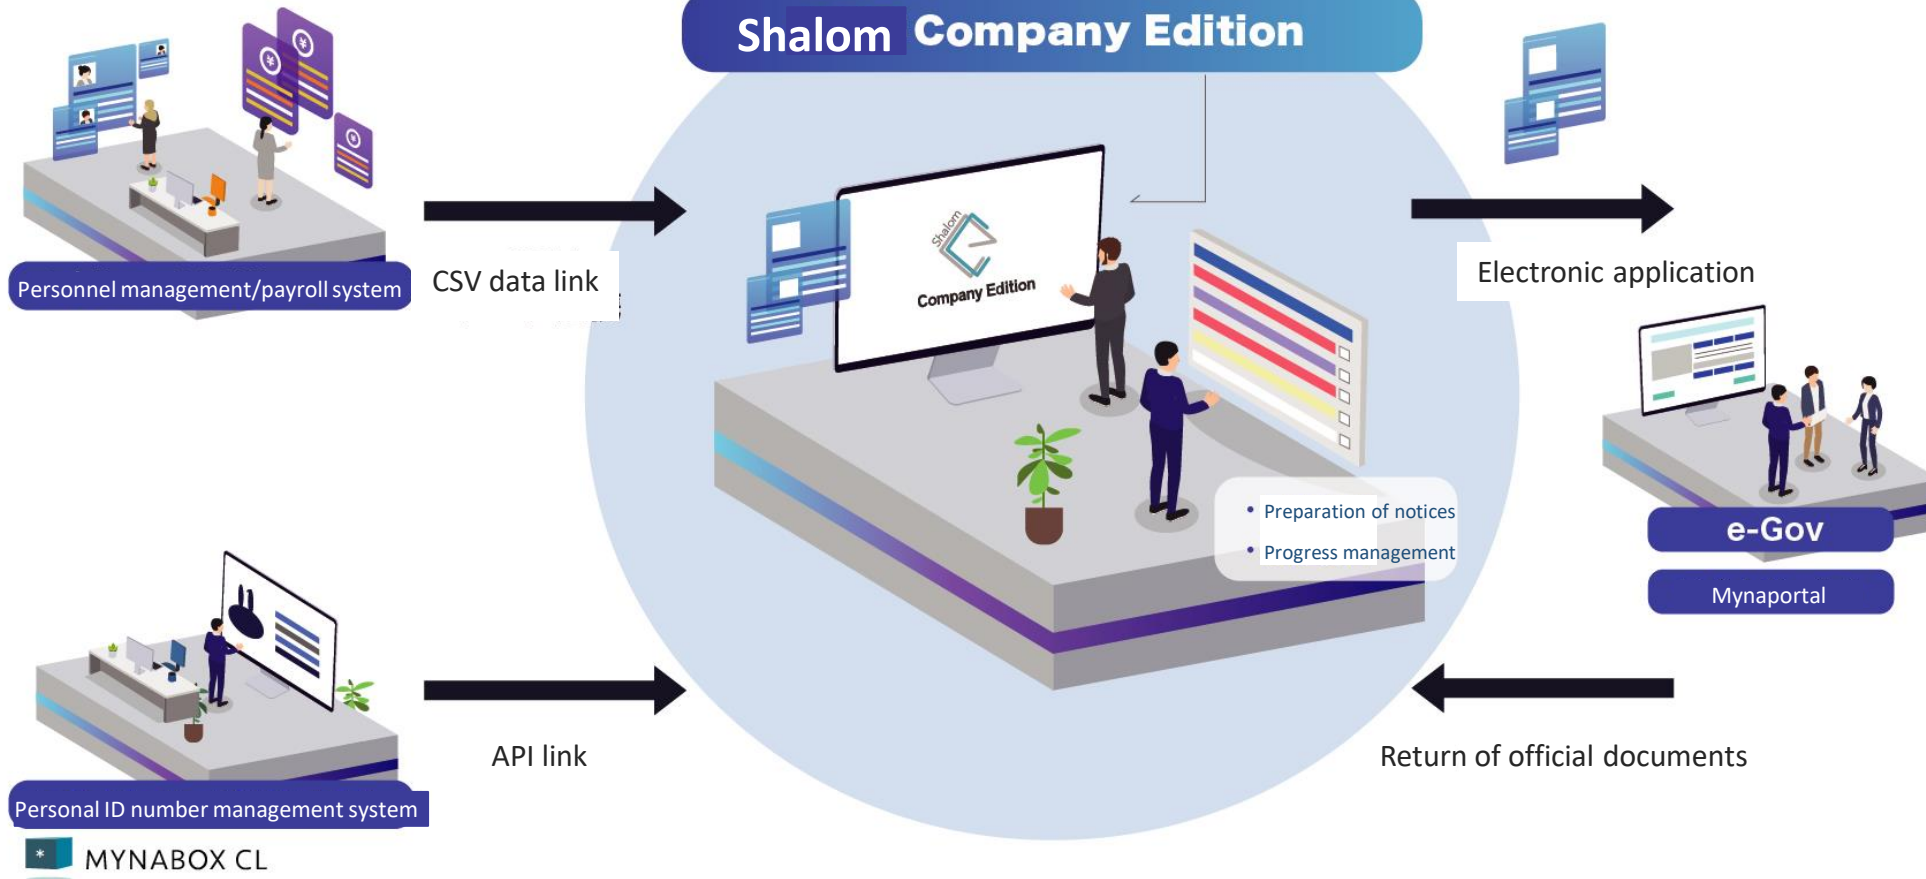 Shalom Company Edition
Personnel management/payroll system
CSV data link
Shalom
Company Edition
Electronic application
• Preparation of notices
• Progress management
e-Gov
Mynaportal
API link
Return of official documents
Personal ID number management system
* MYNABOX CL